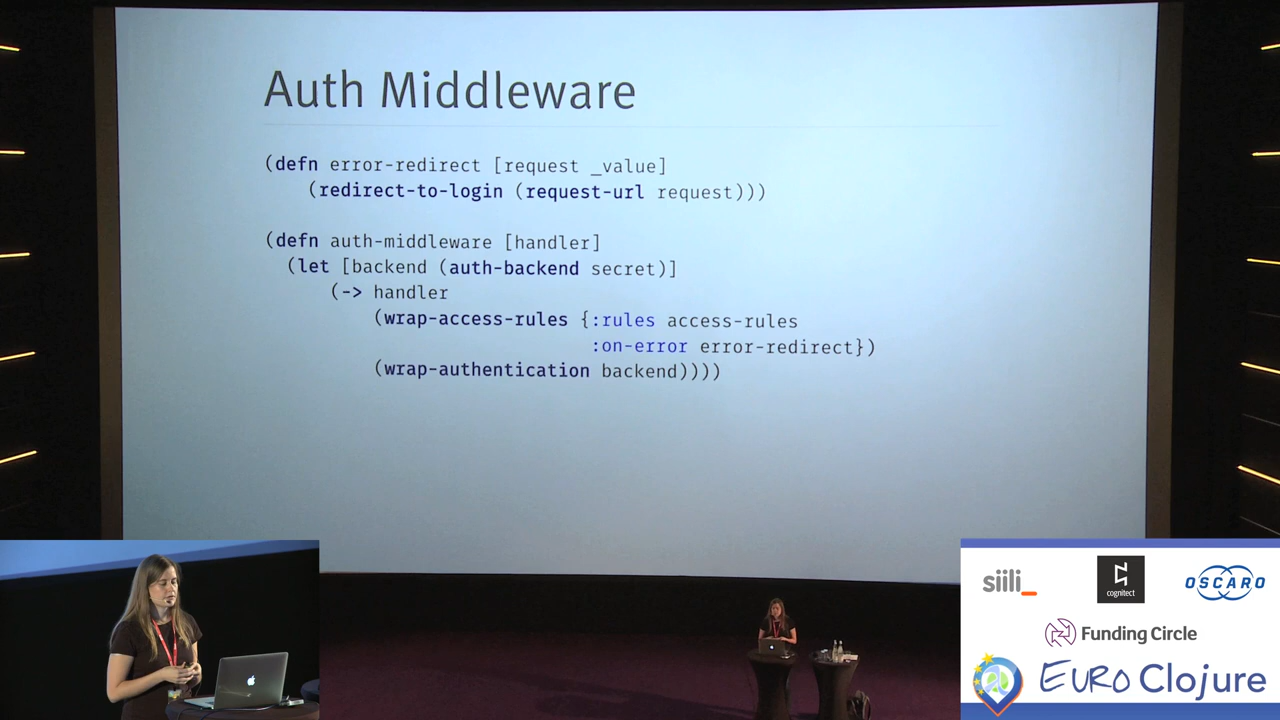 Auth Middleware
(defn error-redirect [request _value]
(redirect-to-login (request-url request)))
(defn auth-middleware [handler]
(let [backend (auth-backend secret)]
(-> handler
(wrap-access-rules {:rules access-rules
:on-error error-redirect})
(wrap-authentication backend))))
siili_
cognitect
OSCARO
Funding Circle
EURO Clojure